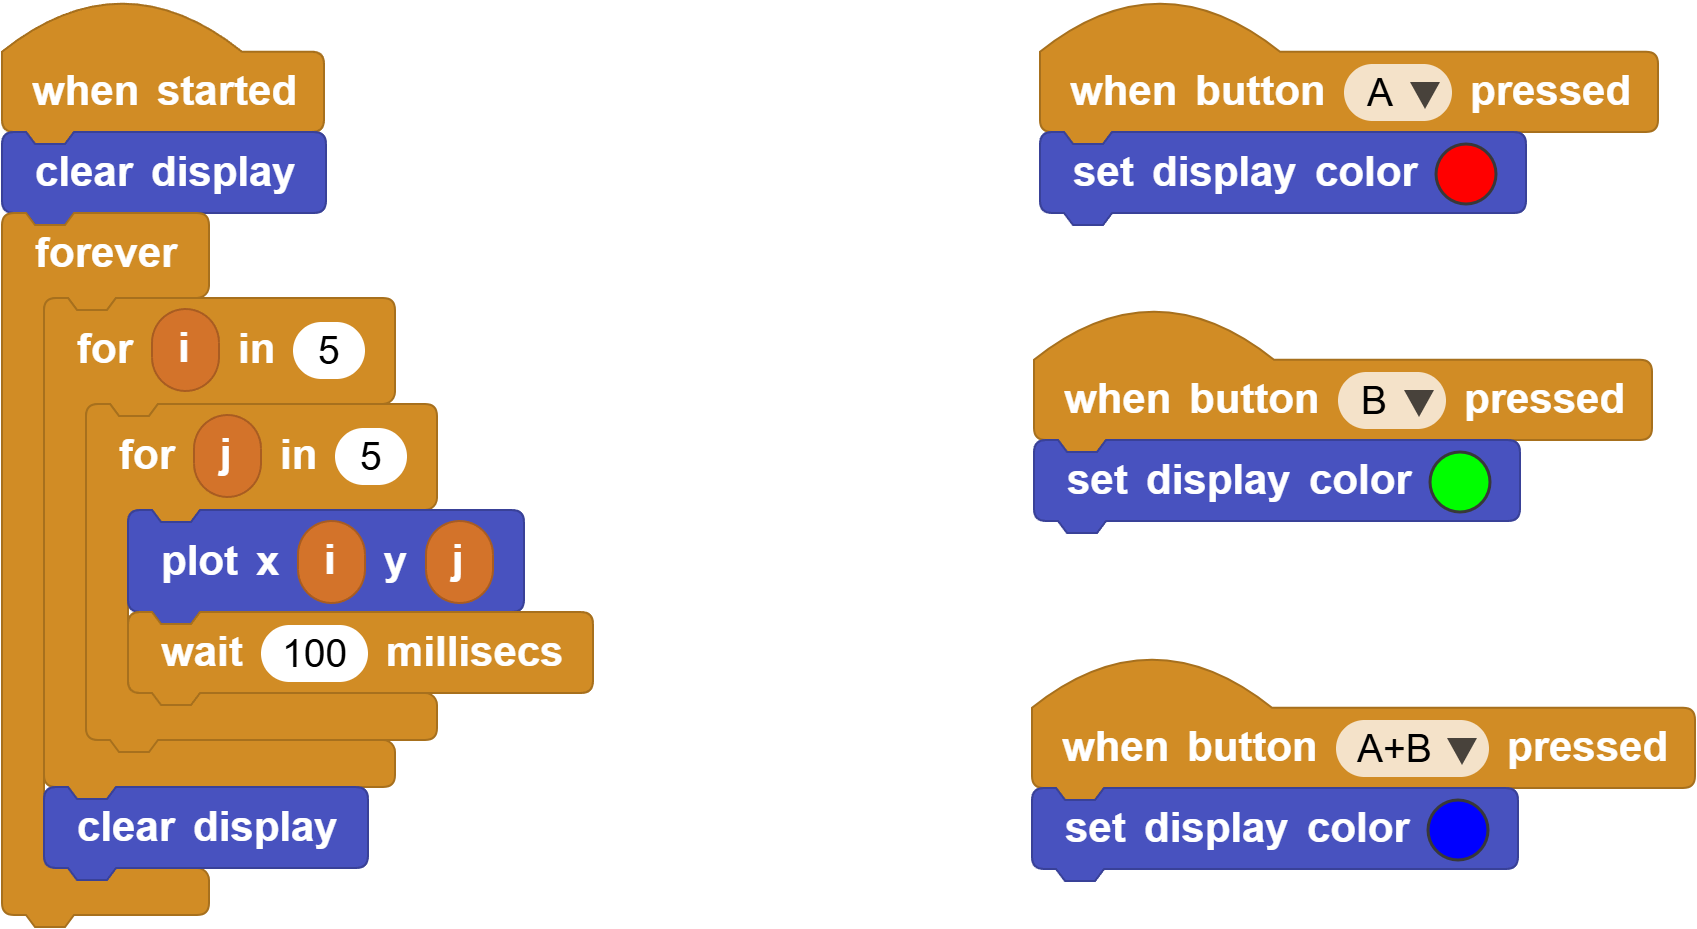 when started
clear display
forever
for i in 5
for j in 5
plot x i y j
wait 100 millisecs
clear display
when button A ▼ pressed
set display color
when button B ▼ pressed
set display color
when button A+B ▼ pressed
set display color